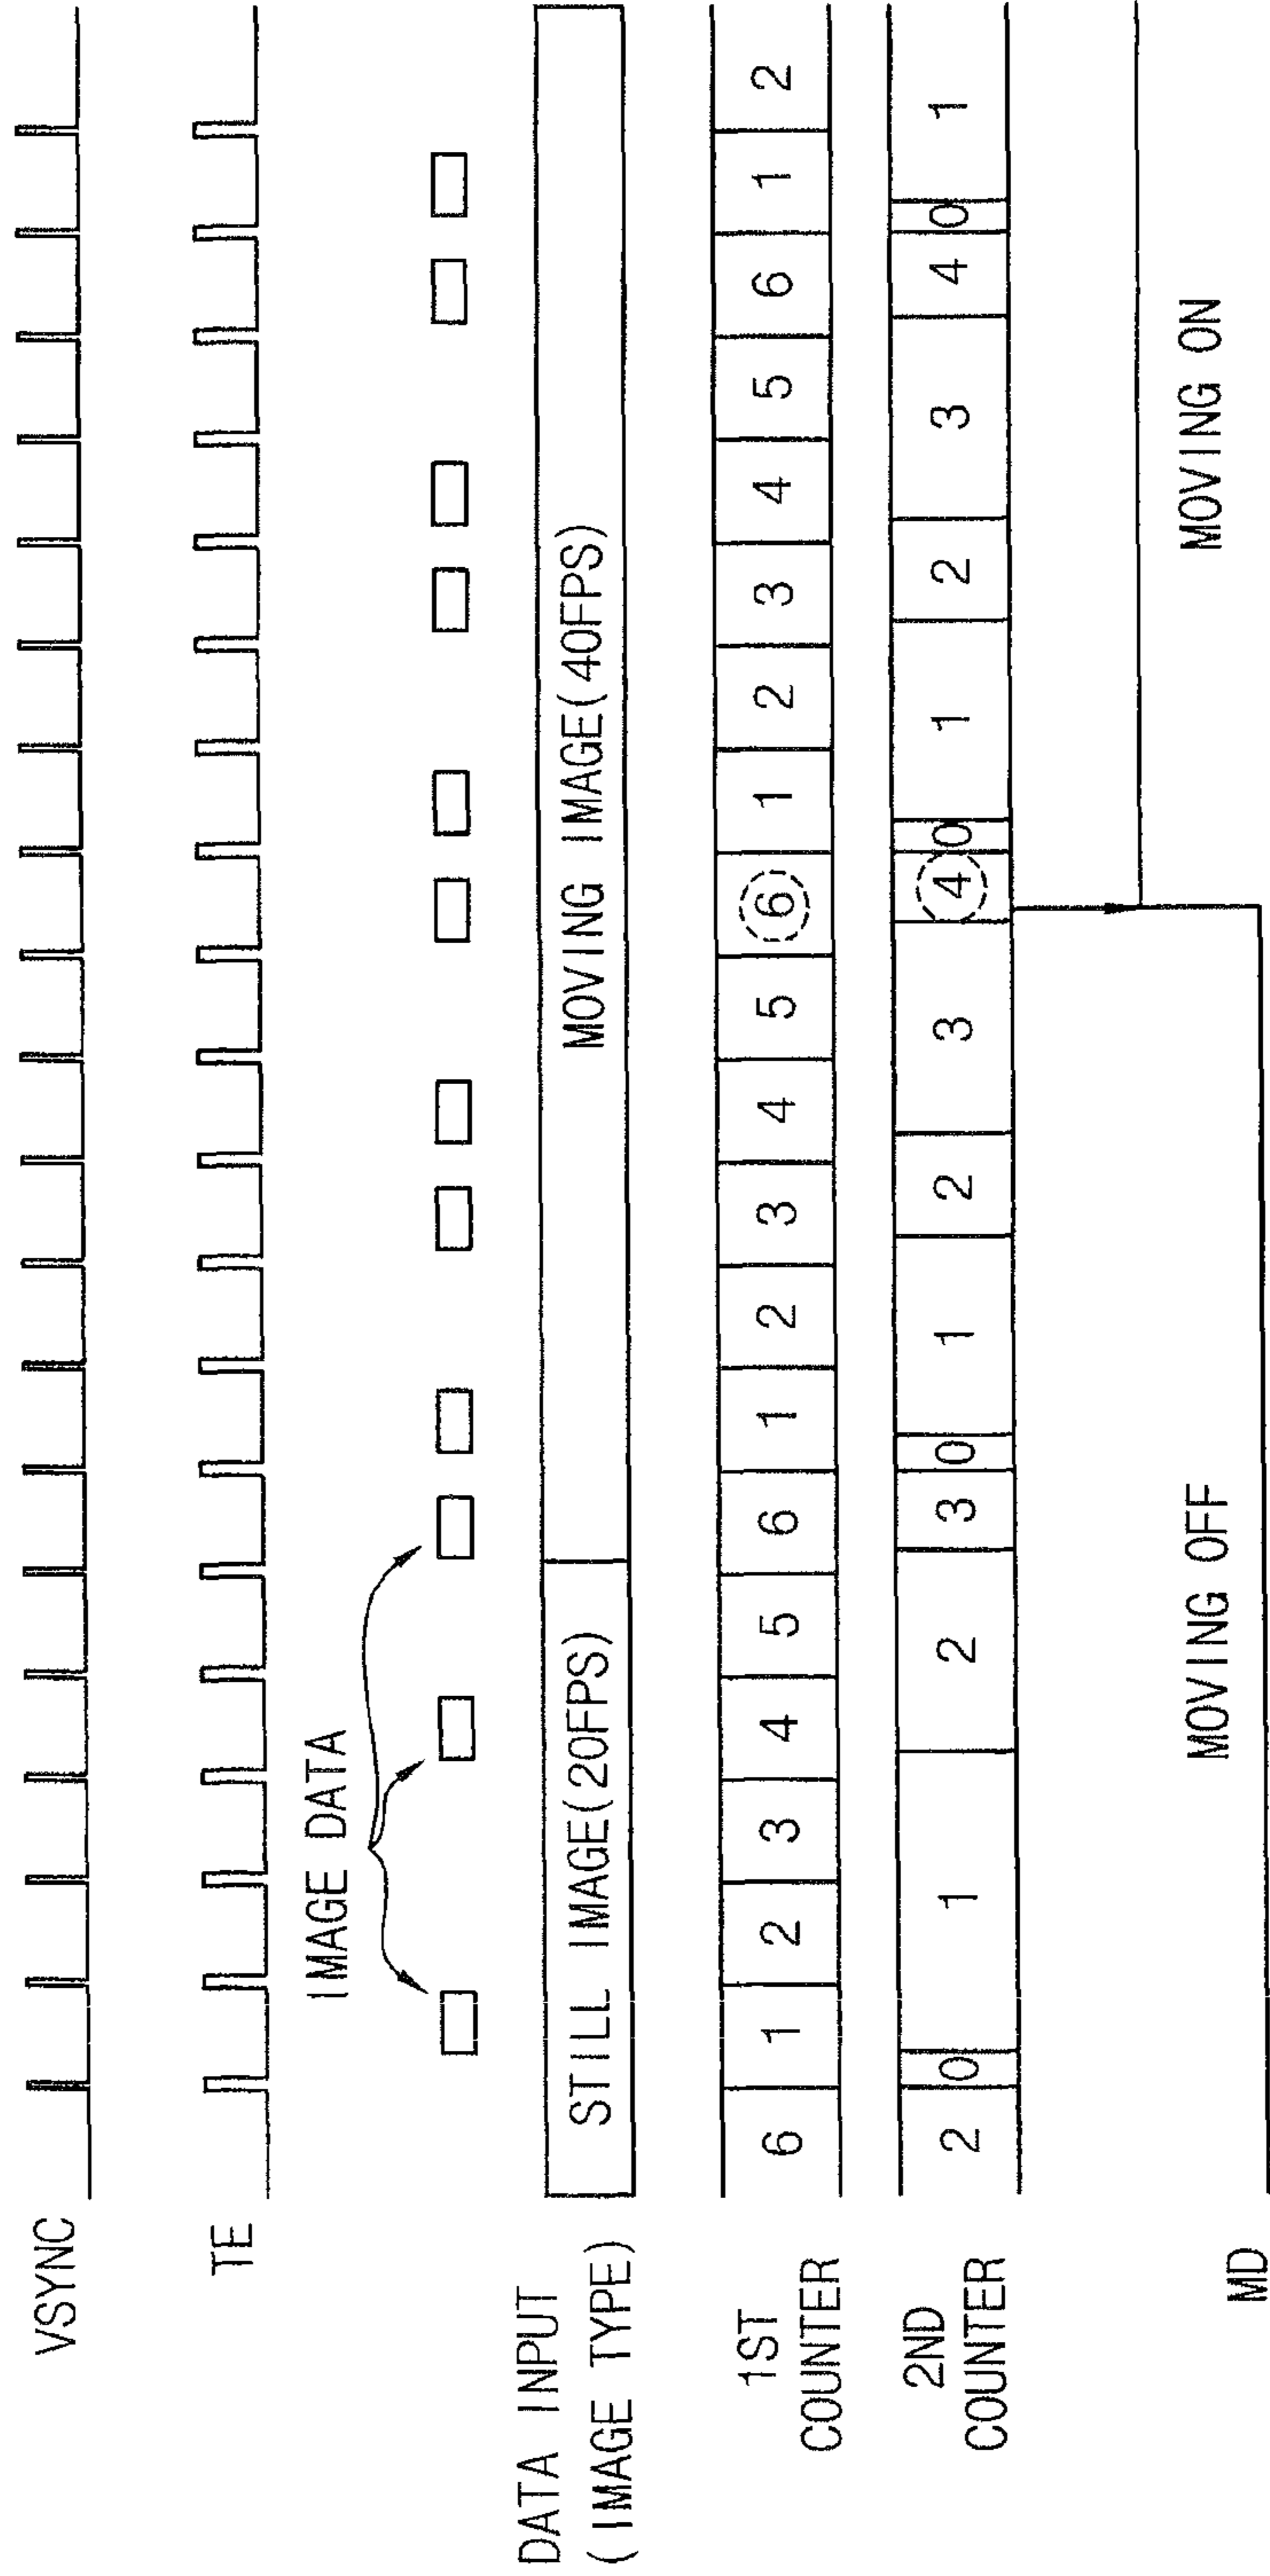 VSYNC
TE
IMAGE DATA
DATA INPUT
( IMAGE TYPE)
STILL IMAGE(20FPS) MOVING IMAGE(40FPS)
1ST
COUNTER
6 1 2 3 4 5 6 1 2 3 4 5 6 1 2 3 4 5 6 1 2
2ND
COUNTER
2 0 1 2 3 0 1 2 3 4 0 1 2 3 4 0 1
MOVING OFF MOVING ON
MD